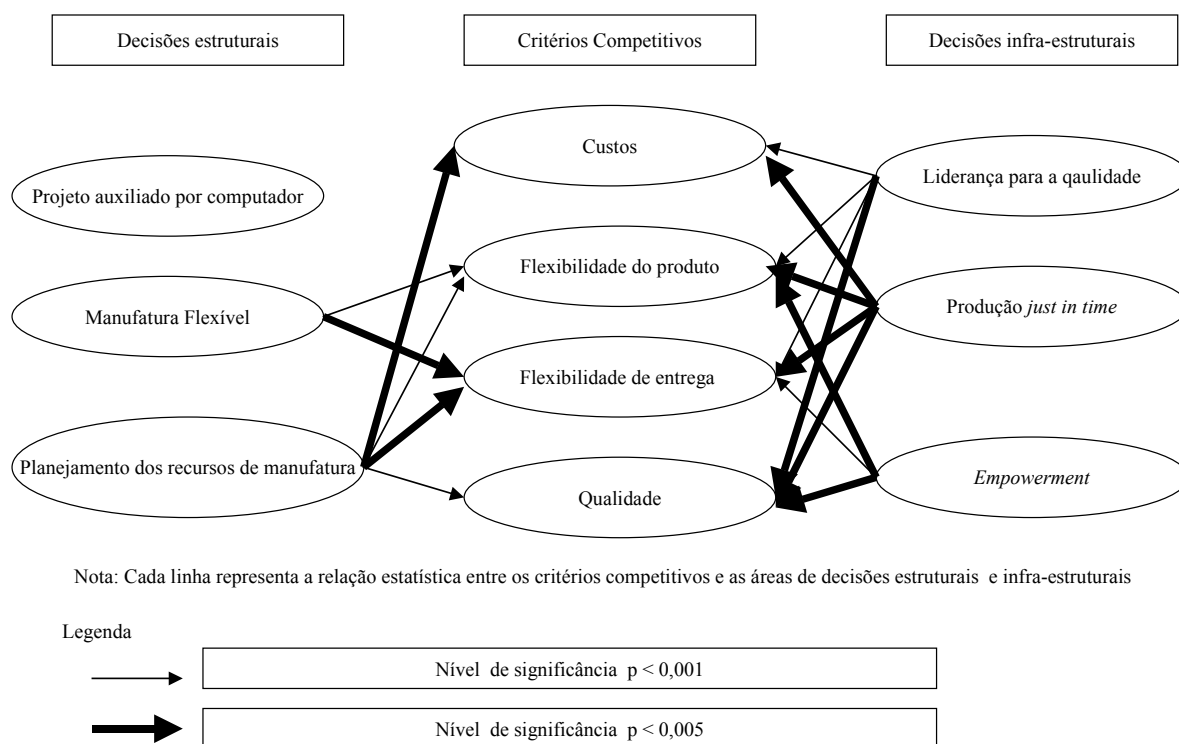 Decisões estruturais
Critérios Competitivos
Decisões infra-estruturais
Custos
Projeto auxiliado por computador
Liderança para a qaulidade
Flexibilidade do produto
Manufatura Flexível
Produção just in time
Flexibilidade de entrega
Planejamento dos recursos de manufatura
Qualidade
Empowerment
Nota: Cada linha representa a relação estatística entre os critérios competitivos e as áreas de decisões estruturais e infra-estruturais
Legenda
Nível de significância p < 0,001
Nível de significância p < 0,005